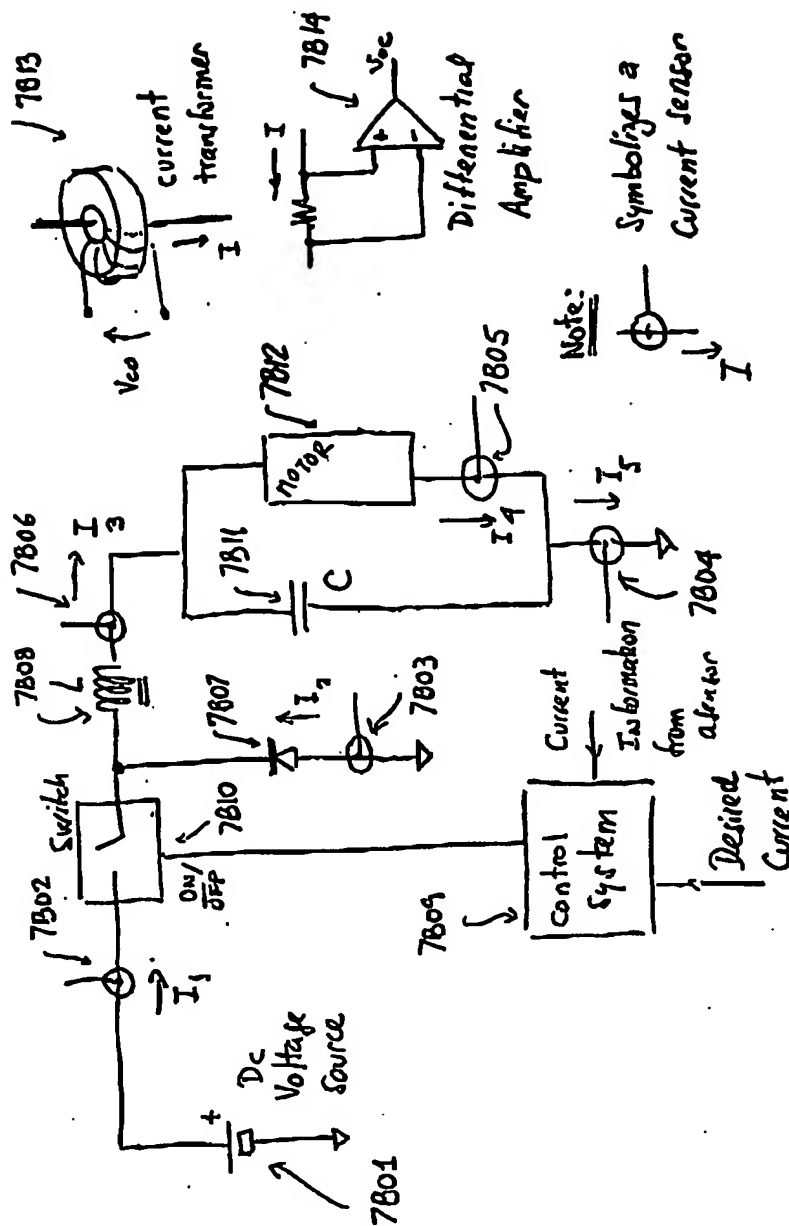 7B02
Switch
7B08
L
7B06
I3
7B13
+
I1
ON/OFF
7B10
7B07
I2
7B11
C
7B12
MOTOR
Vco
I
current
transformer
DC
Voltage
Source
7B01
7B03
I4
7B05
I
7B14
+
-
Voc
Differential
Amplifier
7B09
Control
System
Current
Information
from a sensor
I5
7B04
Desired
Current
Note:
I
Symbolizes a
Current sensor